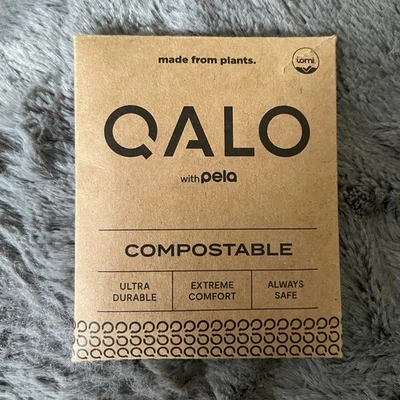 made from plants.
lomi
QALO
with pela
COMPOSTABLE
ULTRA DURABLE
EXTREME COMFORT
ALWAYS SAFE